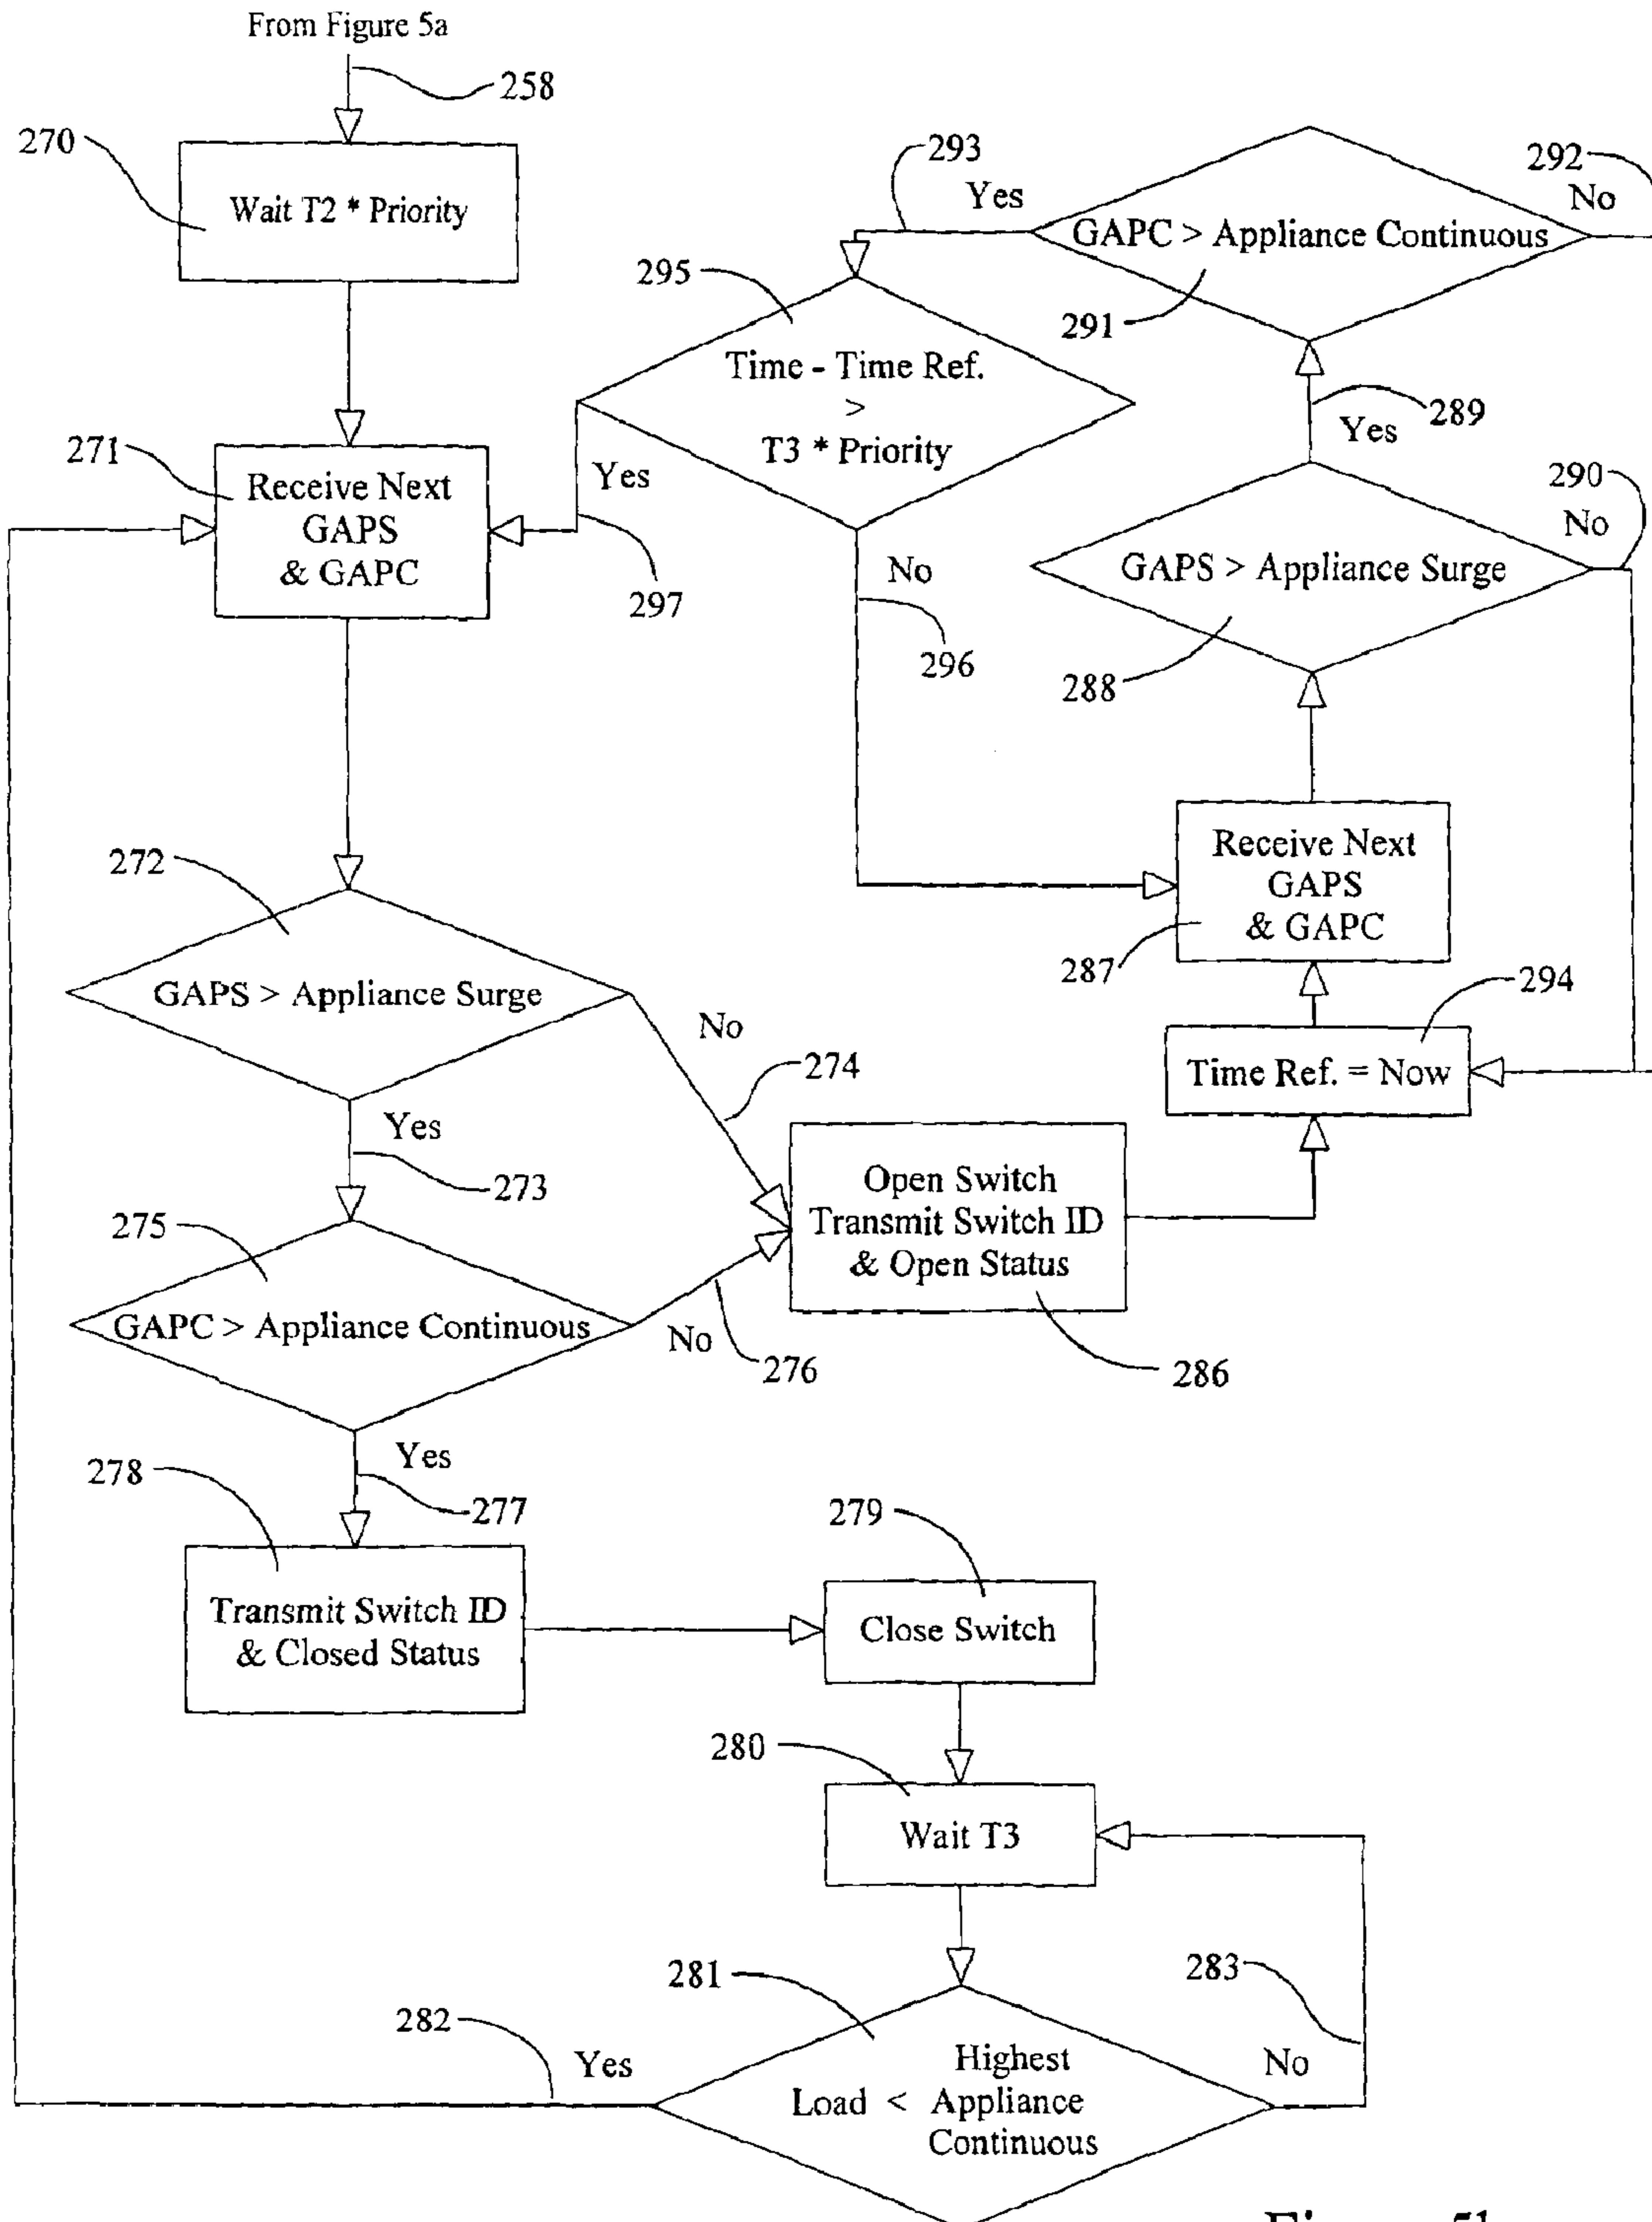 From Figure 5a
258
270
Wait T2 * Priority
271
Receive Next
GAPS
& GAPC
272
GAPS > Appliance Surge
No
274
Yes
273
275
GAPC > Appliance Continuous
No
276
Yes
277
278
Transmit Switch ID
& Closed Status
279
Close Switch
280
Wait T3
281
Highest
Load < Appliance
Continuous
282
Yes
283
No
Open Switch
Transmit Switch ID
& Open Status
286
294
Time Ref. = Now
Receive Next
GAPS
& GAPC
287
288
GAPS > Appliance Surge
290
No
289
Yes
291
GAPC > Appliance Continuous
292
No
293
Yes
295
Time - Time Ref.
>
T3 * Priority
Yes
297
No
296